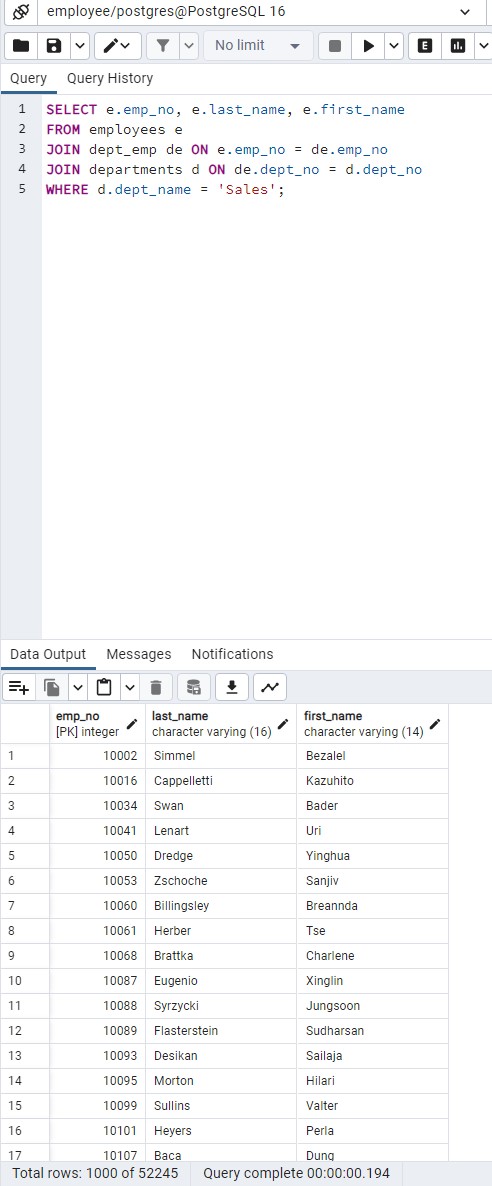 employee/postgres@PostgreSQL 16
No limit
E
Query Query History
1 SELECT e.emp_no, e.last_name, e.first_name
2 FROM employees e
3 JOIN dept_emp de ON e.emp_no = de.emp_no
4 JOIN departments d ON de.dept_no = d.dept_no
5 WHERE d.dept_name = 'Sales';
Data Output Messages Notifications
emp_no last_name first_name
[PK] integer character varying (16) character varying (14)
1 10002 Simmel Bezalel
2 10016 Cappelletti Kazuhito
3 10034 Swan Bader
4 10041 Lenart Uri
5 10050 Dredge Yinghua
6 10053 Zschoche Sanjiv
7 10060 Billingsley Breannda
8 10061 Herber Tse
9 10068 Brattka Charlene
10 10087 Eugenio Xinglin
11 10088 Syrzycki Jungsoon
12 10089 Flasterstein Sudharsan
13 10093 Desikan Sailaja
14 10095 Morton Hilari
15 10099 Sullins Valter
16 10101 Heyers Perla
17 10107 Baca Dung
Total rows: 1000 of 52245 Query complete 00:00:00.194